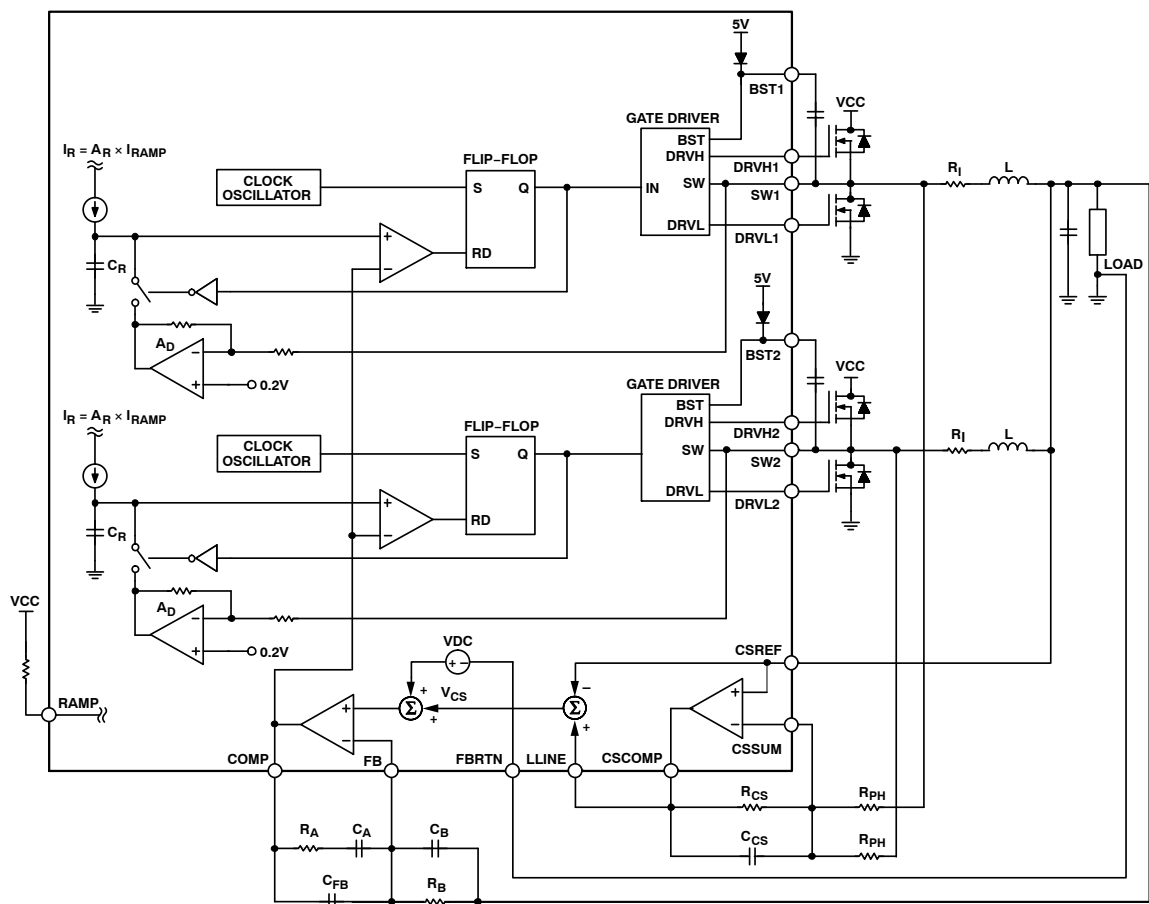 5V
BST1
VCC
GATE DRIVER
BST
DRVH
DRVH1
I_R = A_R × I_RAMP
FLIP–FLOP
CLOCK
OSCILLATOR
S
Q
IN
SW
SW1
R_I
L
DRVL
DRVL1
+
–
RD
C_R
LOAD
5V
A_D
–
+
0.2V
BST2
VCC
GATE DRIVER
BST
DRVH
DRVH2
I_R = A_R × I_RAMP
FLIP–FLOP
CLOCK
OSCILLATOR
S
Q
SW
SW2
R_I
L
DRVL
DRVL2
+
–
RD
C_R
VCC
A_D
–
+
0.2V
VDC
+ –
CSREF
RAMP
+
V_CS
–
+
Σ
+
Σ
+
+
–
–
CSSUM
COMP
FB
FBRTN
LLINE
CSCOMP
R_CS
R_PH
R_A
C_A
C_B
C_CS
R_PH
C_FB
R_B